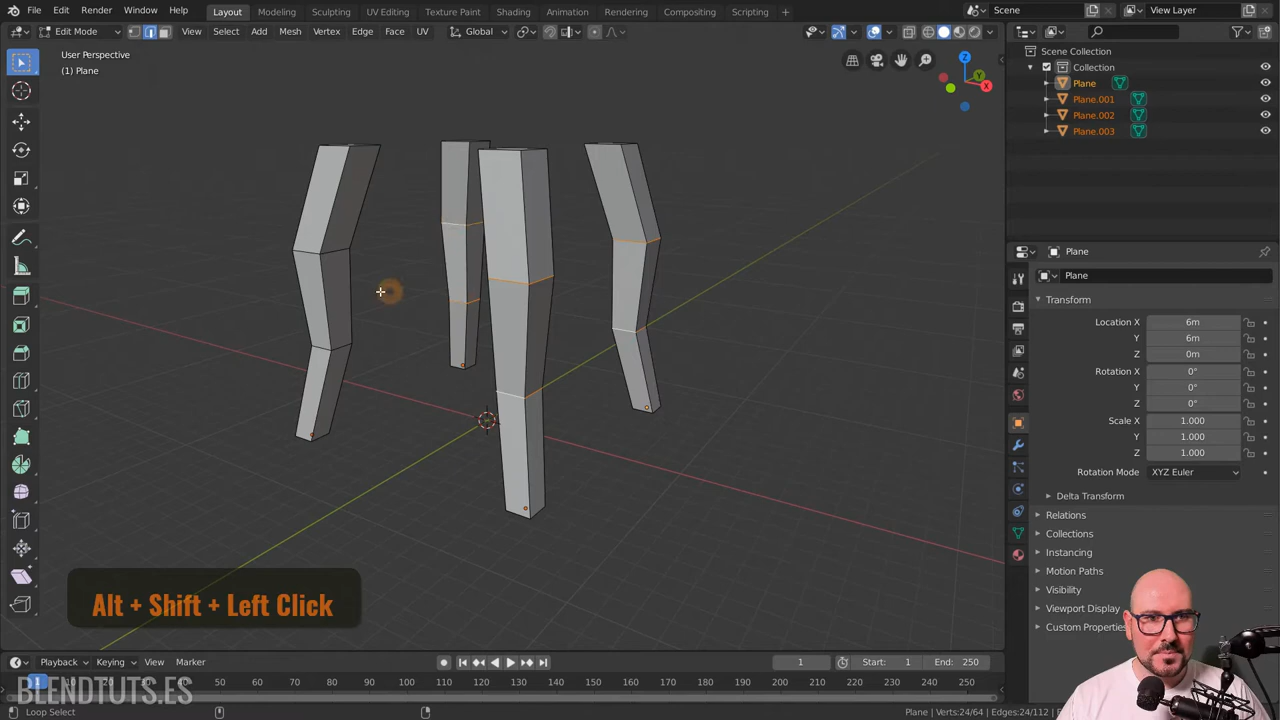 File Edit Render Window Help Layout Modeling Sculpting UV Editing Texture Paint Shading Animation Rendering Compositing Scripting + Scene View Layer
Edit Mode View Select Add Mesh Vertex Edge Face UV Global
User Perspective
(1) Plane
Z
Y
X
Scene Collection
Collection
Plane
Plane.001
Plane.002
Plane.003
Plane
Plane
Transform
Location X 6m
Y 6m
Z 0m
Rotation X 0°
Y 0°
Z 0°
Scale X 1.000
Y 1.000
Z 1.000
Rotation Mode XYZ Euler
Delta Transform
Relations
Collections
Instancing
Motion Paths
Visibility
Viewport Display
Custom Properties
Alt + Shift + Left Click
Playback Keying View Marker 1 Start: 1 End: 250
1 10 20 30 40 50 60 70 80 90 100 110 120 130 140 150 160 170 180 190 200 210 220 230 240 250
BLENDTUTS.ES
Loop Select Plane | Verts:24/64 | Edges:24/112 |